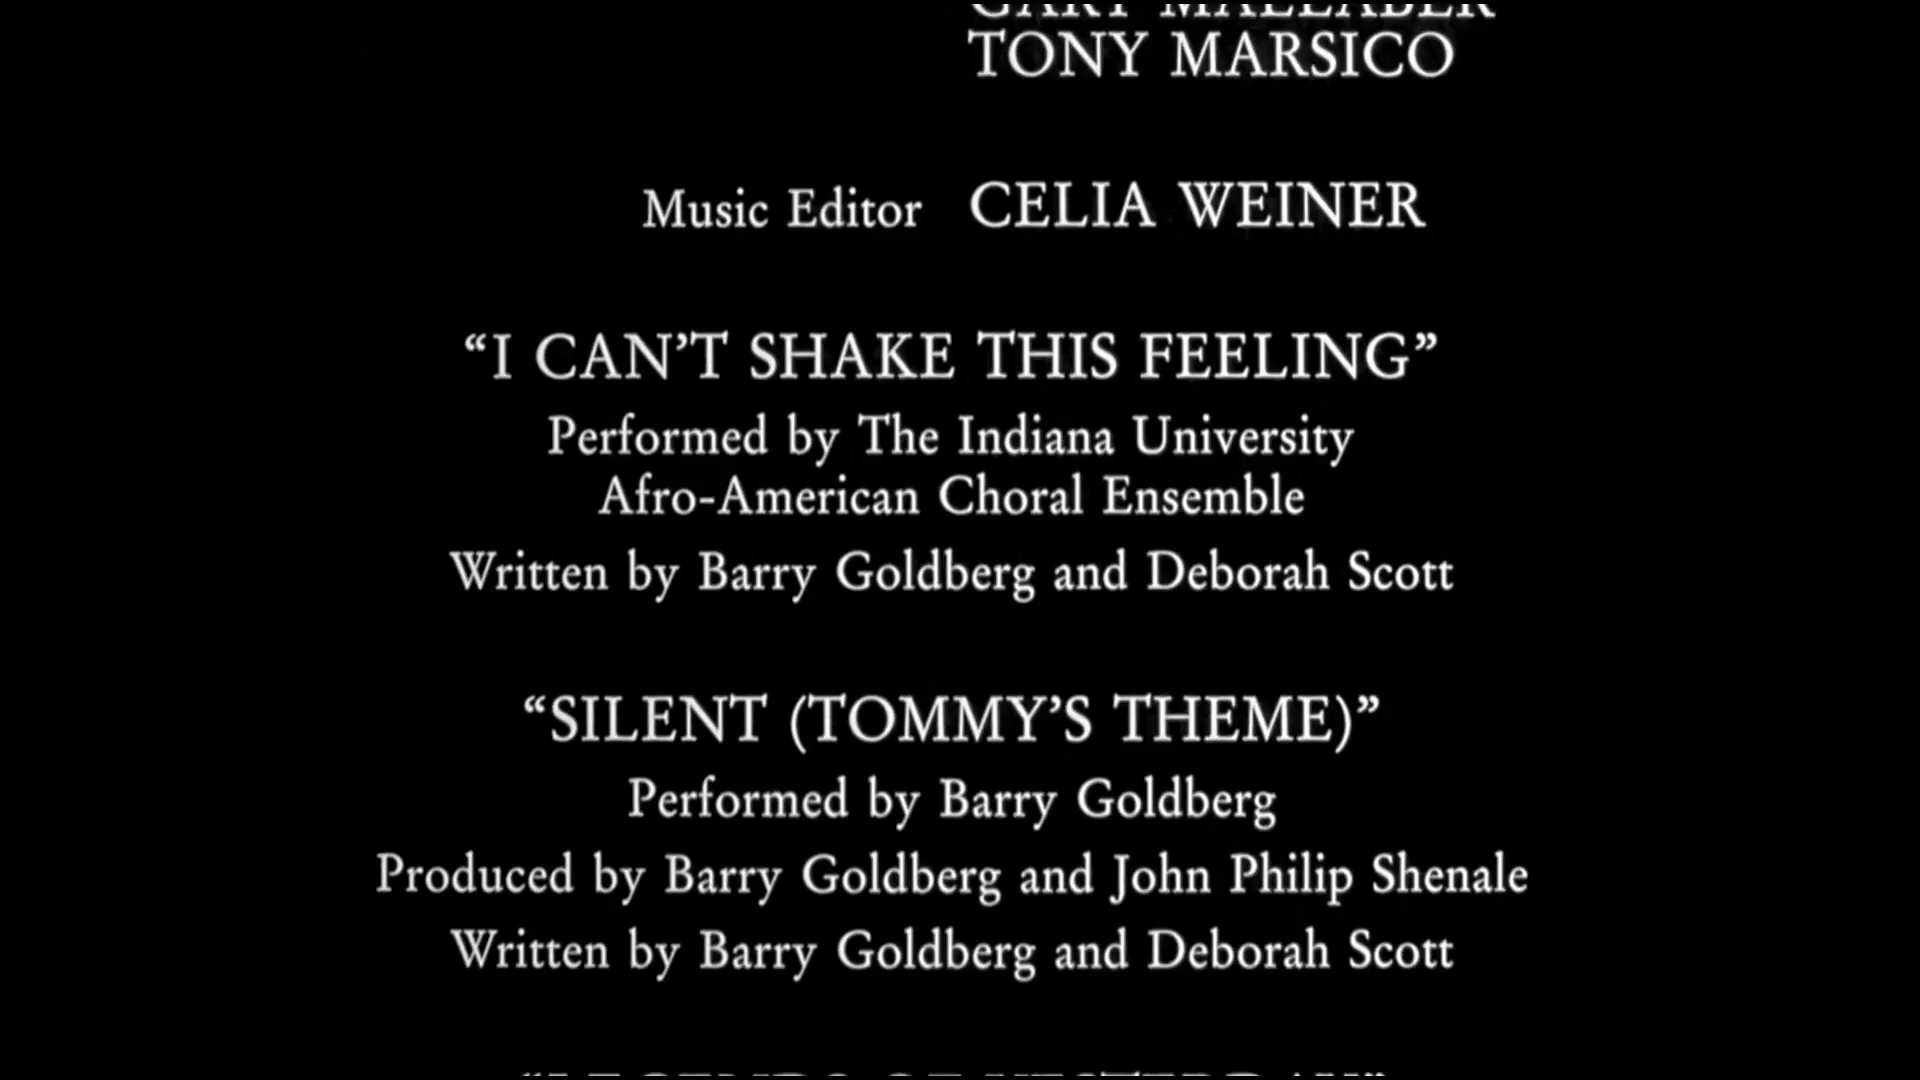 TONY MARSICO
Music Editor CELIA WEINER
“I CAN’T SHAKE THIS FEELING”
Performed by The Indiana University
Afro-American Choral Ensemble
Written by Barry Goldberg and Deborah Scott
“SILENT (TOMMY’S THEME)”
Performed by Barry Goldberg
Produced by Barry Goldberg and John Philip Shenale
Written by Barry Goldberg and Deborah Scott